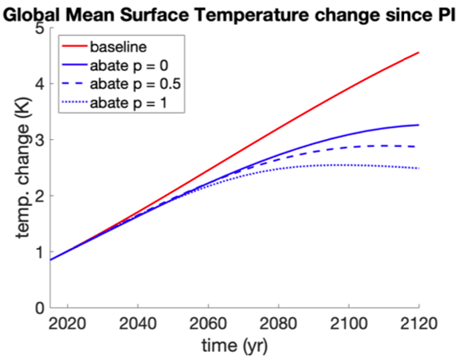 Global Mean Surface Temperature change since PI
5
4
3
2
1
0
temp. change (K)
baseline
abate p = 0
abate p = 0.5
abate p = 1
2020 2040 2060 2080 2100 2120
time (yr)